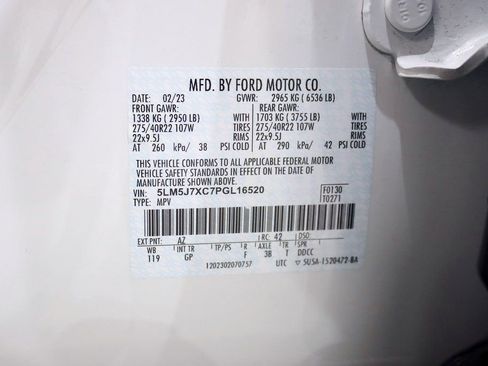 MFD. BY FORD MOTOR CO.
DATE: 02/23 GVWR: 2965 KG ( 6536 LB)
FRONT GAWR: REAR GAWR:
1338 KG ( 2950 LB) WITH 1703 KG ( 3755 LB) WITH
275/40R22 107W TIRES 275/40R22 107W TIRES
22x9.5J RIMS 22x9.5J RIMS
AT 260 kPa/ 38 PSI COLD AT 290 kPa/ 42 PSI COLD
THIS VEHICLE CONFORMS TO ALL APPLICABLE FEDERAL MOTOR
VEHICLE SAFETY STANDARDS IN EFFECT ON THE DATE OF
MANUFACTURE SHOWN ABOVE.
VIN: 5LM5J7XC7PGL16520 F0130
TYPE: MPV T0271
EXT PNT: AZ RC: 42 DSO:
WB INT TR TP/PS R AXLE TR SPR
119 GP F 3B T DDCC
1202302070757 UTC ▽ SU5A-1520472-BA